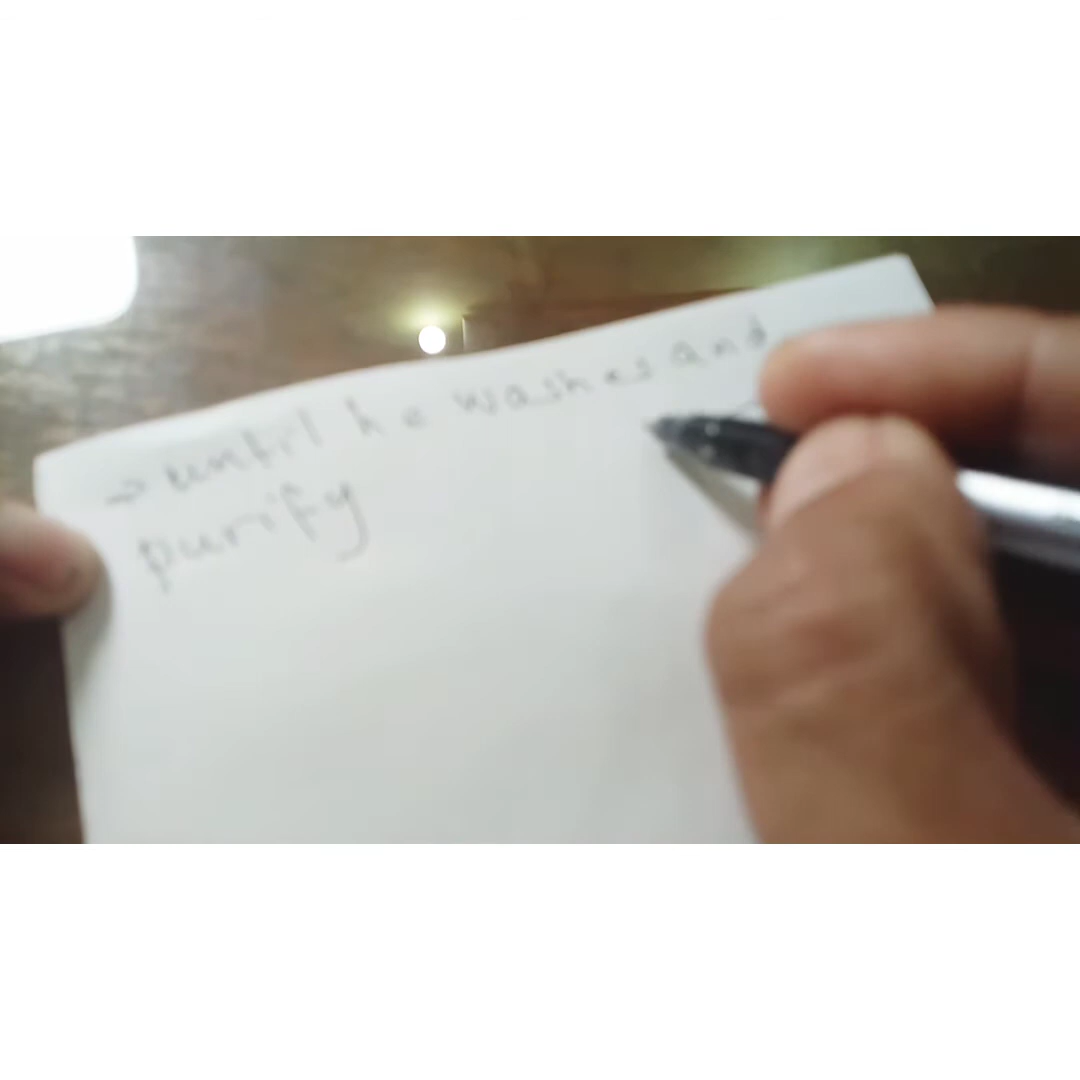 → until he washes and
purify